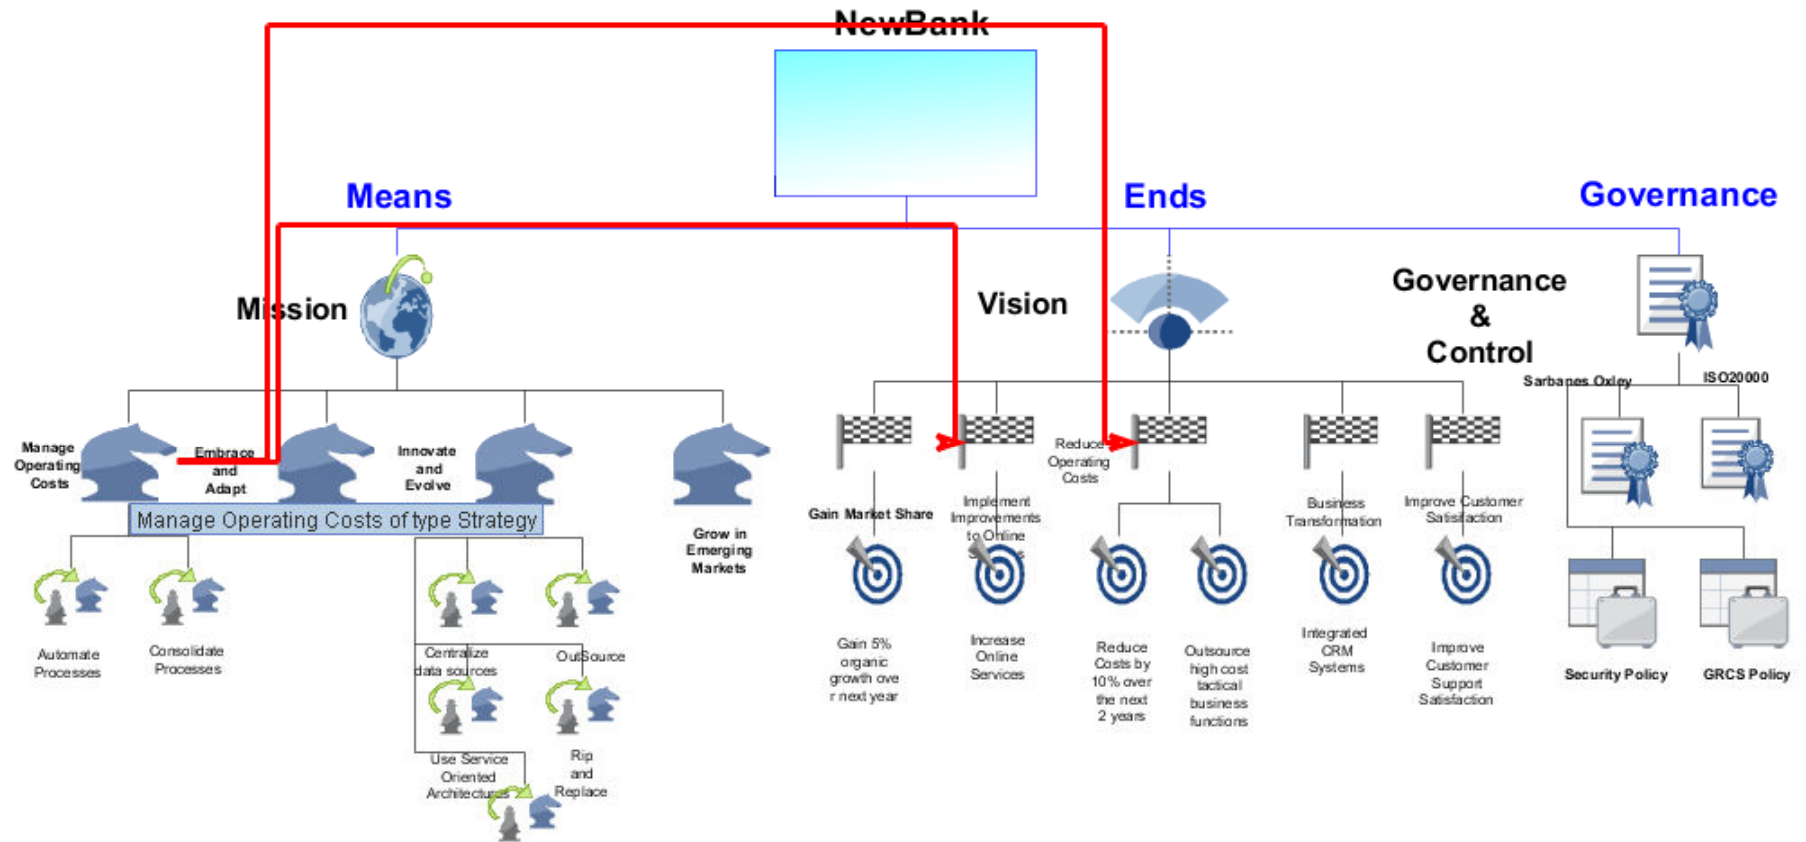 NewBank
Means
Ends
Governance
Mission
Vision
Governance
&
Control
Sarbanes Oxley
ISO20000
Manage
Operating
Costs
Embrace
and
Adapt
Innovate
and
Evolve
Grow in
Emerging
Markets
Manage Operating Costs of type Strategy
Gain Market Share
Implement
Improvements
to Online
Reduce
Operating
Costs
Business
Transformation
Improve Customer
Satisifaction
Automate
Processes
Consolidate
Processes
Centralize
data sources
OutSource
Use Service
Oriented
Architectures
Rip
and
Replace
Gain 5%
organic
growth ove
r next year
Increase
Online
Services
Reduce
Costs by
10% over
the next
2 years
Outsource
high cost
tactical
business
functions
Integrated
CRM
Systems
Improve
Customer
Support
Satisfaction
Security Policy
GRCS Policy